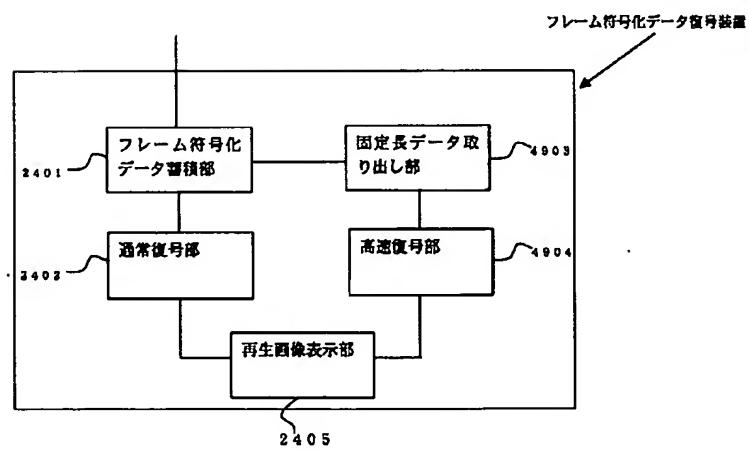 フレーム符号化データ復号装置
フレーム符号化
データ蓄積部
2401
固定長データ取
り出し部
4903
通常復号部
2402
高速復号部
4904
再生画像表示部
2405